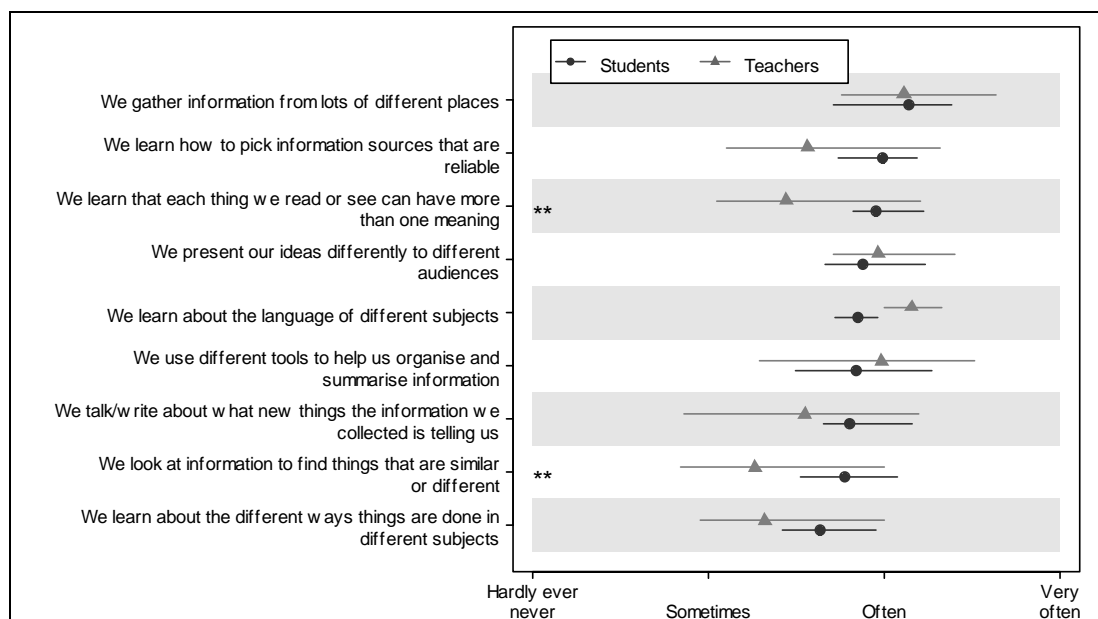 Students Teachers
We gather information from lots of different places
We learn how to pick information sources that are
reliable
We learn that each thing we read or see can have more
than one meaning
**
We present our ideas differently to different
audiences
We learn about the language of different subjects
We use different tools to help us organise and
summarise information
We talk/write about what new things the information we
collected is telling us
We look at information to find things that are similar
or different
**
We learn about the different ways things are done in
different subjects
Hardly ever
never
Sometimes
Often
Very
often